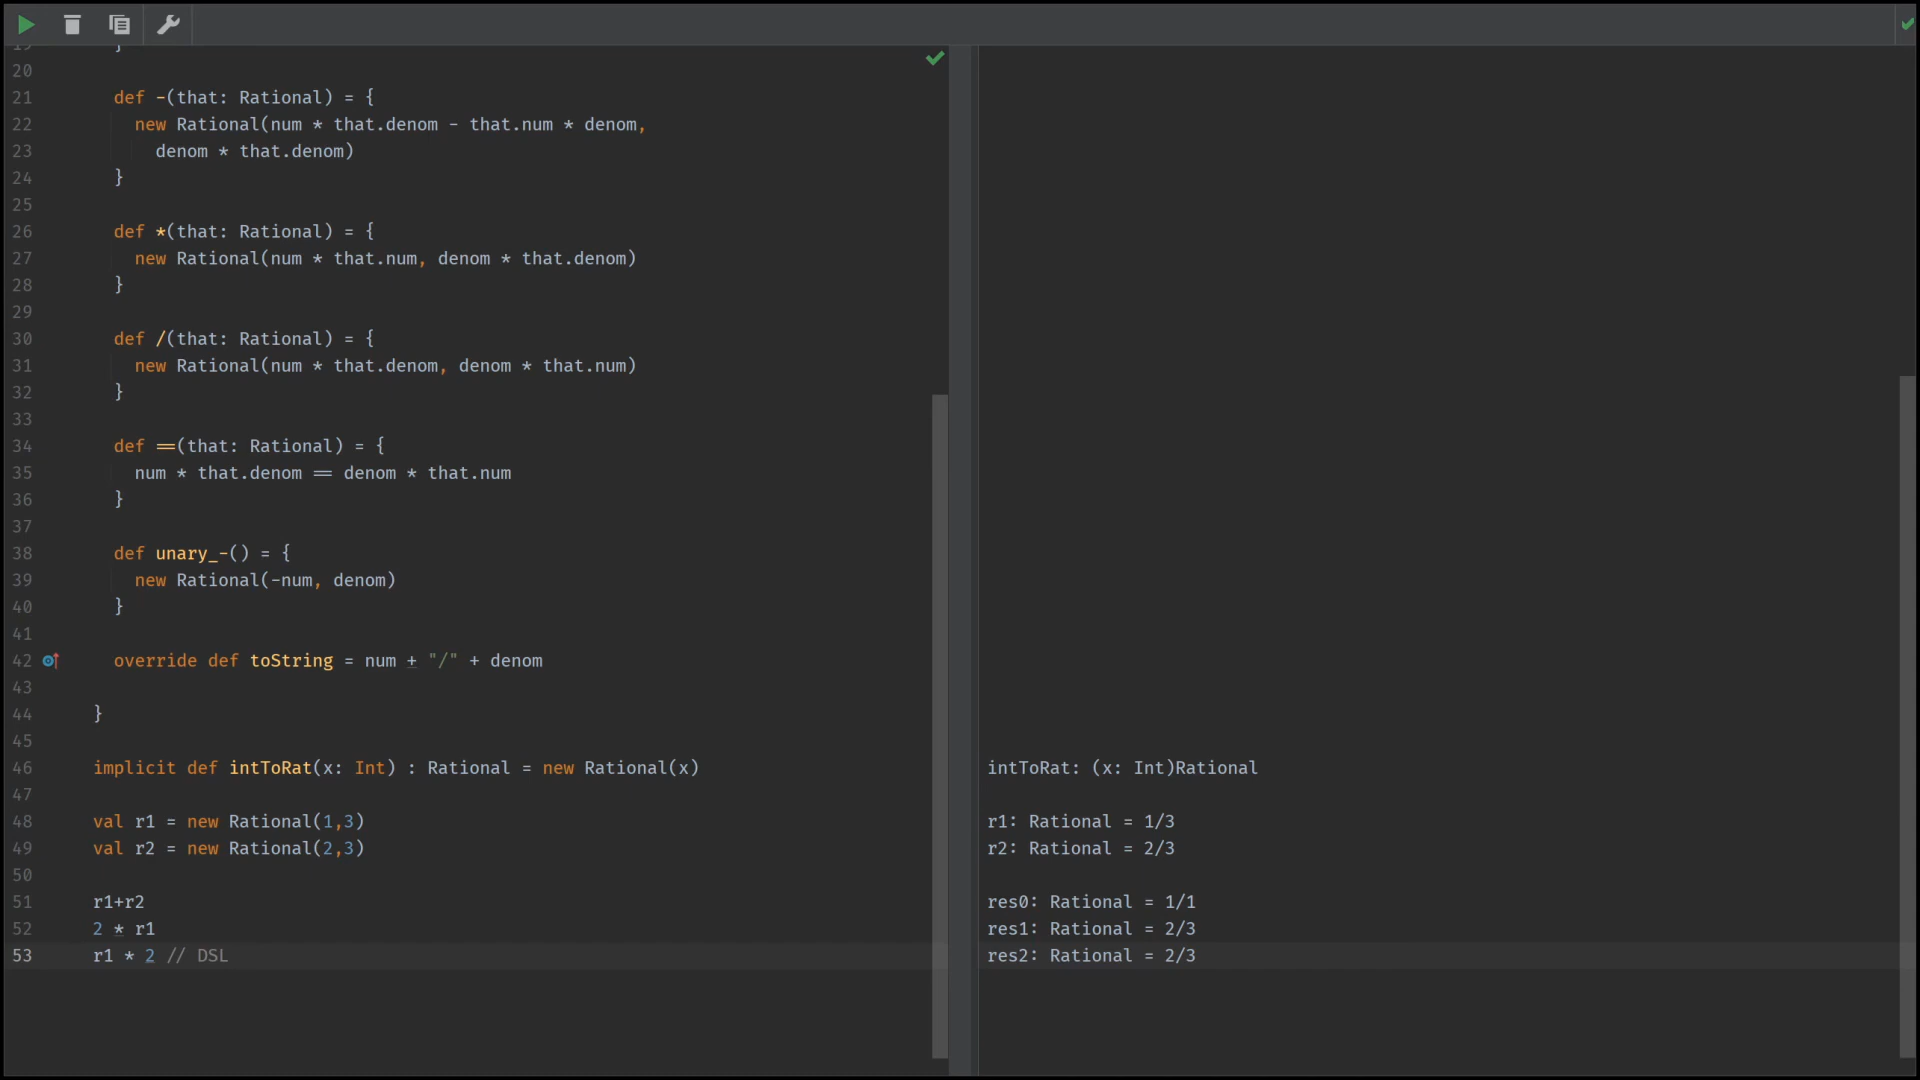 20
21 def -(that: Rational) = {
22 new Rational(num * that.denom - that.num * denom,
23 denom * that.denom)
24 }
25
26 def *(that: Rational) = {
27 new Rational(num * that.num, denom * that.denom)
28 }
29
30 def /(that: Rational) = {
31 new Rational(num * that.denom, denom * that.num)
32 }
33
34 def ==(that: Rational) = {
35 num * that.denom == denom * that.num
36 }
37
38 def unary_-() = {
39 new Rational(-num, denom)
40 }
41
42 override def toString = num + "/" + denom
43
44 }
45
46 implicit def intToRat(x: Int) : Rational = new Rational(x)
47
48 val r1 = new Rational(1,3)
49 val r2 = new Rational(2,3)
50
51 r1+r2
52 2 * r1
53 r1 * 2 // DSL
intToRat: (x: Int)Rational
r1: Rational = 1/3
r2: Rational = 2/3
res0: Rational = 1/1
res1: Rational = 2/3
res2: Rational = 2/3